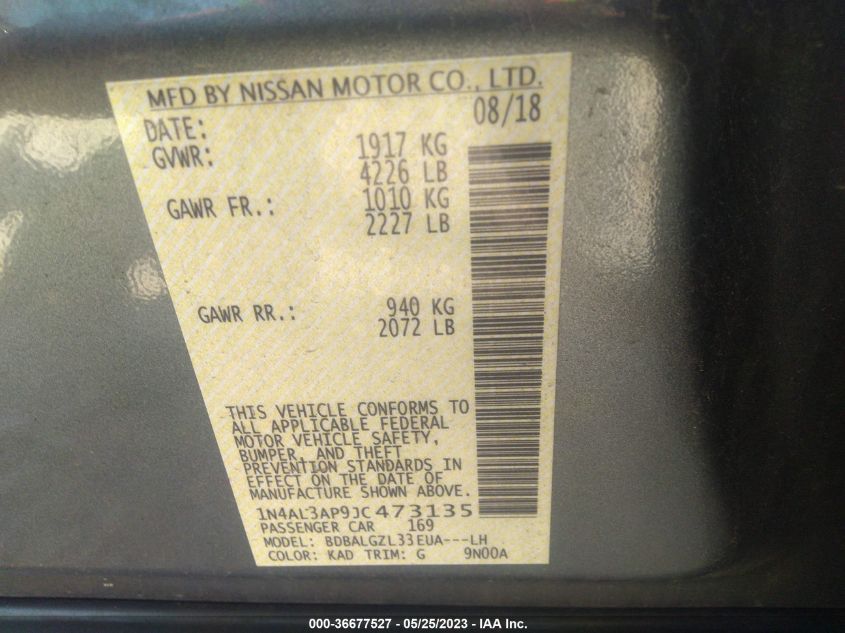 MFD BY NISSAN MOTOR CO., LTD.
DATE: 08/18
GVWR: 1917 KG
4226 LB
GAWR FR.: 1010 KG
2227 LB
GAWR RR.: 940 KG
2072 LB
THIS VEHICLE CONFORMS TO
ALL APPLICABLE FEDERAL
MOTOR VEHICLE SAFETY,
BUMPER, AND THEFT
PREVENTION STANDARDS IN
EFFECT ON THE DATE OF
MANUFACTURE SHOWN ABOVE.
1N4AL3AP9JC473135
PASSENGER CAR 169
MODEL: BDBALGZL33EUA---LH
COLOR: KAD TRIM: G 9N00A
000-36677527 - 05/25/2023 - IAA Inc.